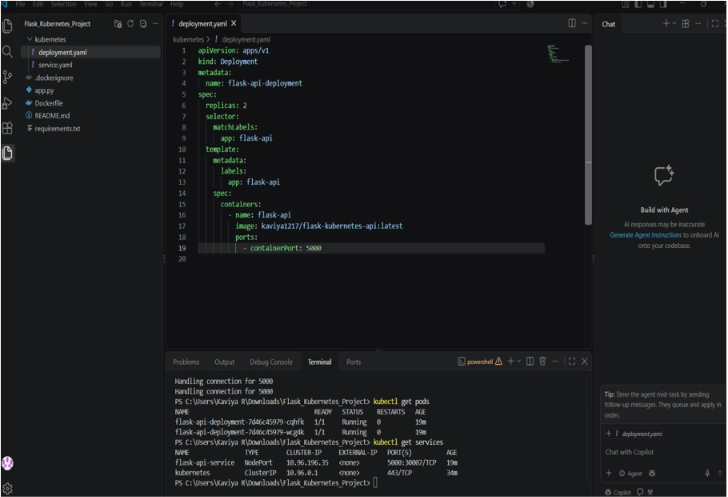 File Edit Selection View Go Run Terminal Help
Flask_Kubernetes_Project
Flask_Kubernetes_Project
kubernetes
! deployment.yaml
! service.yaml
.dockerignore
app.py
Dockerfile
README.md
requirements.txt
! deployment.yaml
kubernetes > ! deployment.yaml
1 apiVersion: apps/v1
2 kind: Deployment
3 metadata:
4 name: flask-api-deployment
5 spec:
6 replicas: 2
7 selector:
8 matchLabels:
9 app: flask-api
10 template:
11 metadata:
12 labels:
13 app: flask-api
14 spec:
15 containers:
16 - name: flask-api
17 image: kaviya1217/flask-kubernetes-api:latest
18 ports:
19 - containerPort: 5000
20
Problems Output Debug Console Terminal Ports
powershell
Handling connection for 5000
Handling connection for 5000
PS C:\Users\Kaviya R\Downloads\Flask_Kubernetes_Project> kubectl get pods
NAME READY STATUS RESTARTS AGE
flask-api-deployment-7d46c45979-cqhfk 1/1 Running 0 19m
flask-api-deployment-7d46c45979-wcg4k 1/1 Running 0 19m
PS C:\Users\Kaviya R\Downloads\Flask_Kubernetes_Project> kubectl get services
NAME TYPE CLUSTER-IP EXTERNAL-IP PORT(S) AGE
flask-api-service NodePort 10.96.196.35 <none> 5000:30007/TCP 19m
kubernetes ClusterIP 10.96.0.1 <none> 443/TCP 34m
PS C:\Users\Kaviya R\Downloads\Flask_Kubernetes_Project>
Chat
Build with Agent
AI responses may be inaccurate
Generate Agent Instructions to onboard AI
onto your codebase.
Tip: Steer the agent mid-task by sending
follow-up messages. They queue and apply in
order.
! deployment.yaml
Chat with Copilot
Agent
Copilot